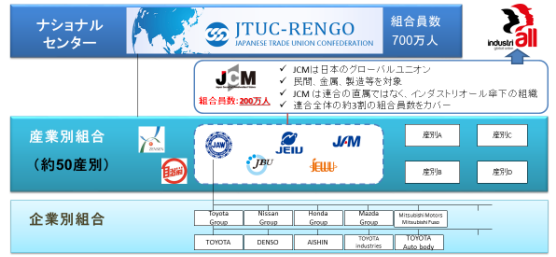 ナショナル
センター
JTUC-RENGO
JAPANESE TRADE UNION CONFEDERATION
組合員数
700万人
industri
all
JCM
組合員数:200万人
➢ JCMは日本のグローバルユニオン
➢ 民間、金属、製造等を対象
➢ JCMは連合の直属ではなく、インダストリオール傘下の組織
➢ 連合全体の約3割の組合員数をカバー
産業別組合
(約50産別)
JAW
JEIU
JAM
JBU
産別A
産別C
産別B
産別D
企業別組合
Toyota
Group
Nissan
Group
Honda
Group
Mazda
Group
Mitsubishi-Motors
Mitsubishi Fuso
TOYOTA
DENSO
AISHIN
TOYOTA
Industries
TOYOTA
Auto body